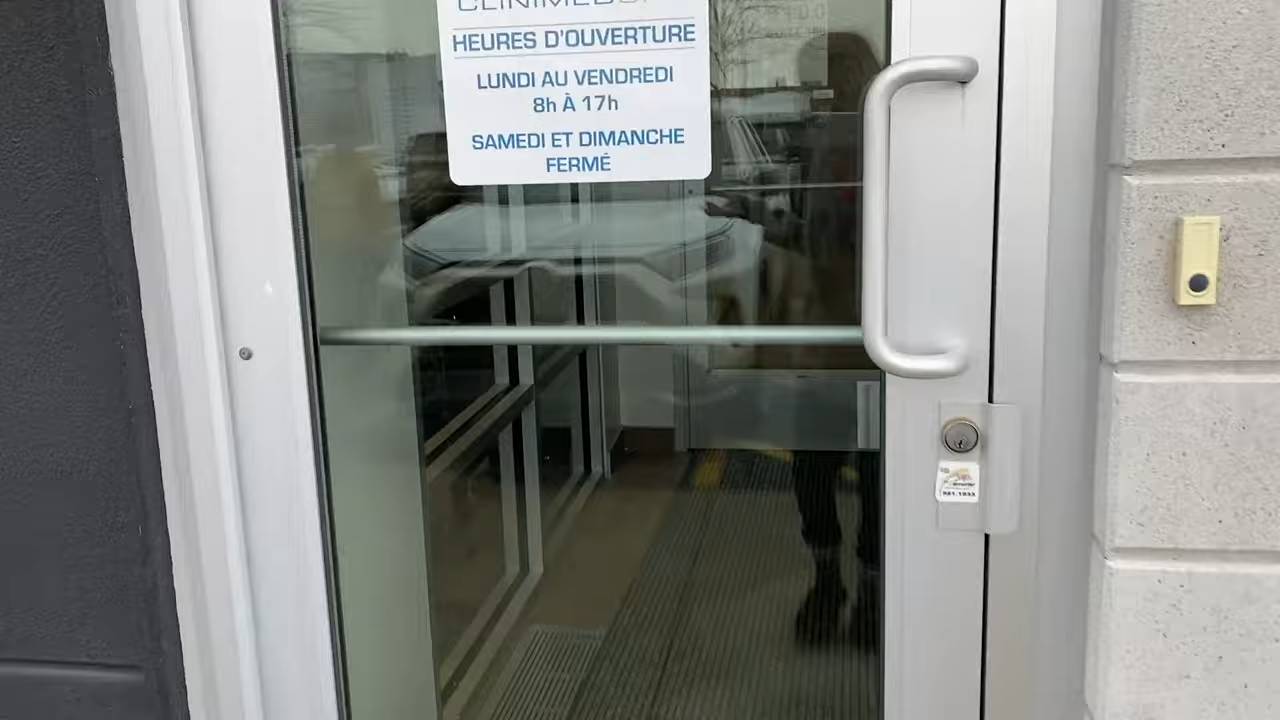 HEURES D'OUVERTURE
LUNDI AU VENDREDI
8h À 17h
SAMEDI ET DIMANCHE
FERMÉ